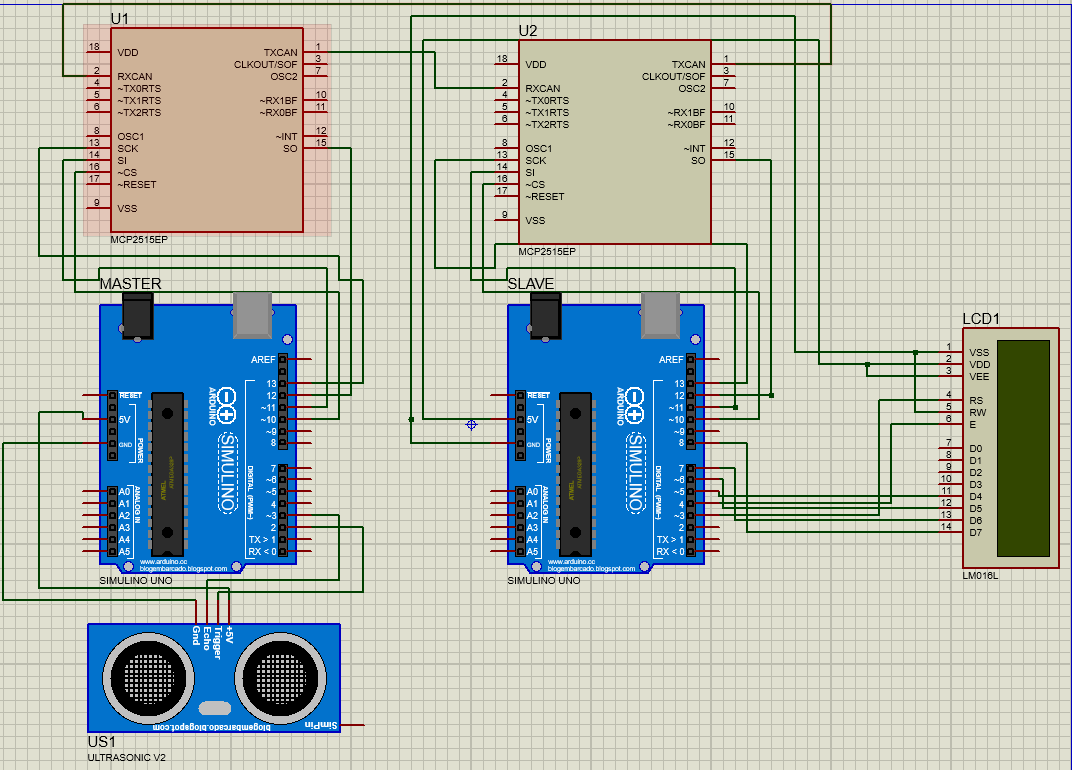 U1
18 VDD
2 RXCAN
4 ~TX0RTS
5 ~TX1RTS
6 ~TX2RTS
8 OSC1
13 SCK
14 SI
16 ~CS
17 ~RESET
9 VSS
TXCAN 1
CLKOUT/SOF 3
OSC2 7
~RX1BF 10
~RX0BF 11
~INT 12
SO 15
MCP2515EP
U2
18 VDD
2 RXCAN
4 ~TX0RTS
5 ~TX1RTS
6 ~TX2RTS
8 OSC1
13 SCK
14 SI
16 ~CS
17 ~RESET
9 VSS
TXCAN 1
CLKOUT/SOF 3
OSC2 7
~RX1BF 10
~RX0BF 11
~INT 12
SO 15
MCP2515EP
MASTER
AREF
13
12
~11
~10
~9
8
7
~6
~5
4
~3
2
TX > 1
RX < 0
RESET
5V
GND
POWER
A0
A1
A2
A3
A4
A5
ANALOG IN
ARDUINO
SIMULINO
DIGITAL (PWM~)
ATMEL
www.arduino.cc
blogembarcado.blogspot.com
SIMULINO UNO
SLAVE
AREF
13
12
~11
~10
~9
8
7
~6
~5
4
~3
2
TX > 1
RX < 0
RESET
5V
GND
POWER
A0
A1
A2
A3
A4
A5
ANALOG IN
ARDUINO
SIMULINO
DIGITAL (PWM~)
ATMEL
www.arduino.cc
blogembarcado.blogspot.com
SIMULINO UNO
LCD1
1 VSS
2 VDD
3 VEE
4 RS
5 RW
6 E
7 D0
8 D1
9 D2
10 D3
11 D4
12 D5
13 D6
14 D7
LM016L
Gnd
Echo
Trigger
+5V
SimPin
blogembarcado.blogspot.com
US1
ULTRASONIC V2